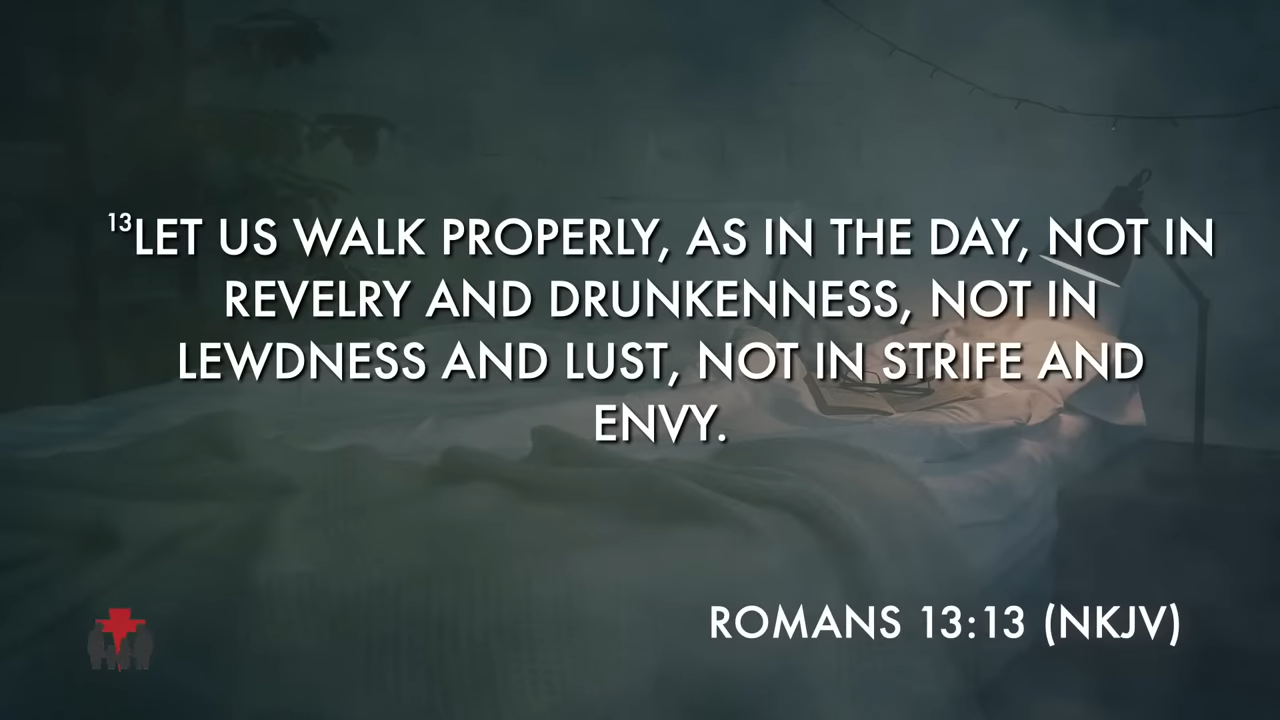 ¹³LET US WALK PROPERLY, AS IN THE DAY, NOT IN
REVELRY AND DRUNKENNESS, NOT IN
LEWDNESS AND LUST, NOT IN STRIFE AND
ENVY.
ROMANS 13:13 (NKJV)